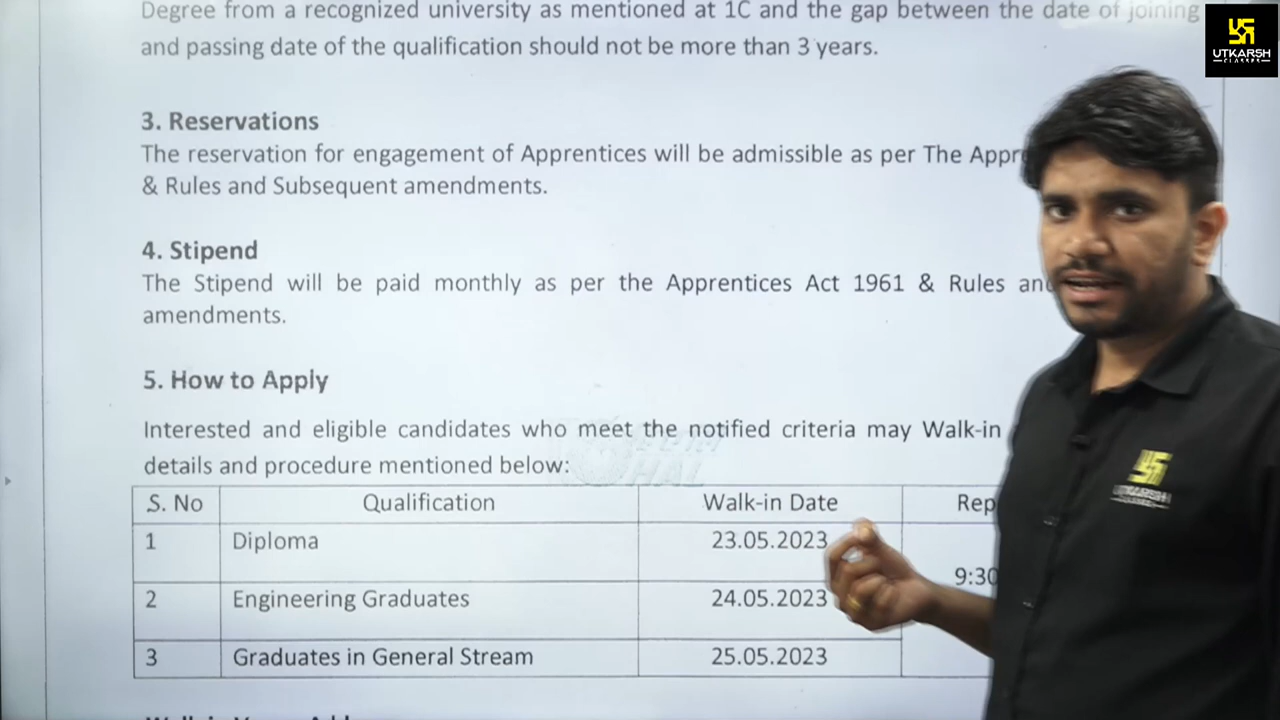 Degree from a recognized university as mentioned at 1C and the gap between the date of joining
and passing date of the qualification should not be more than 3 years.
UTKARSH
CLASSES
3. Reservations
The reservation for engagement of Apprentices will be admissible as per The Appr
& Rules and Subsequent amendments.
4. Stipend
The Stipend will be paid monthly as per the Apprentices Act 1961 & Rules and
amendments.
5. How to Apply
Interested and eligible candidates who meet the notified criteria may Walk-in
details and procedure mentioned below:
S. No Qualification Walk-in Date Rep
1 Diploma 23.05.2023
9:30
2 Engineering Graduates 24.05.2023
3 Graduates in General Stream 25.05.2023
UTKARSH
CLASSES